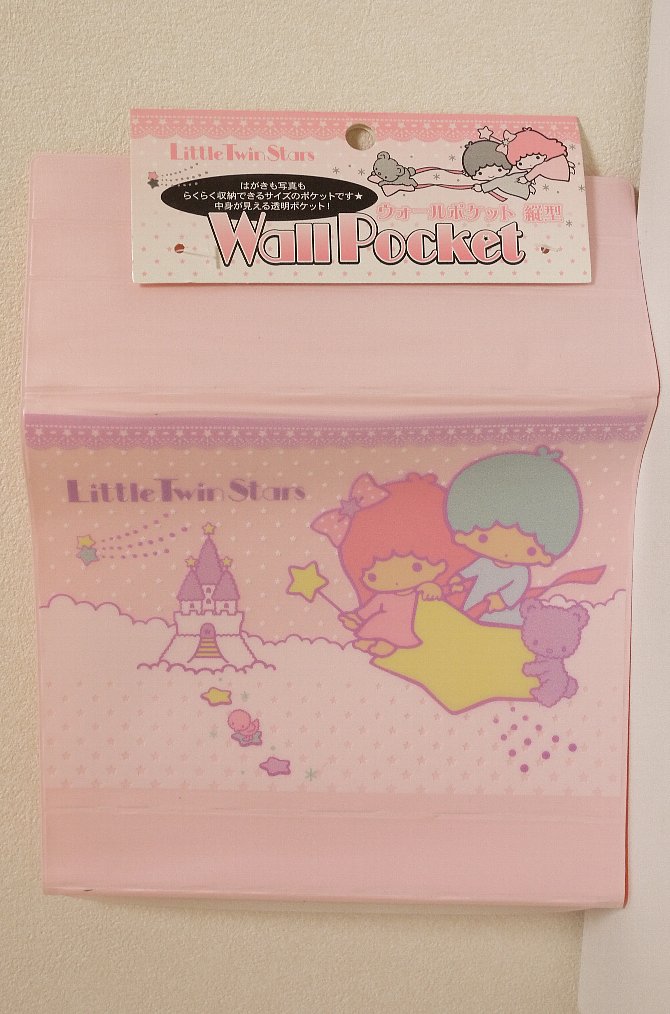 Little Twin Stars
はがきも写真も
らくらく収納できるサイズのポケットです★
中身が見える透明ポケット!
ウォールポケット 縦型
Wall Pocket
Little Twin Stars